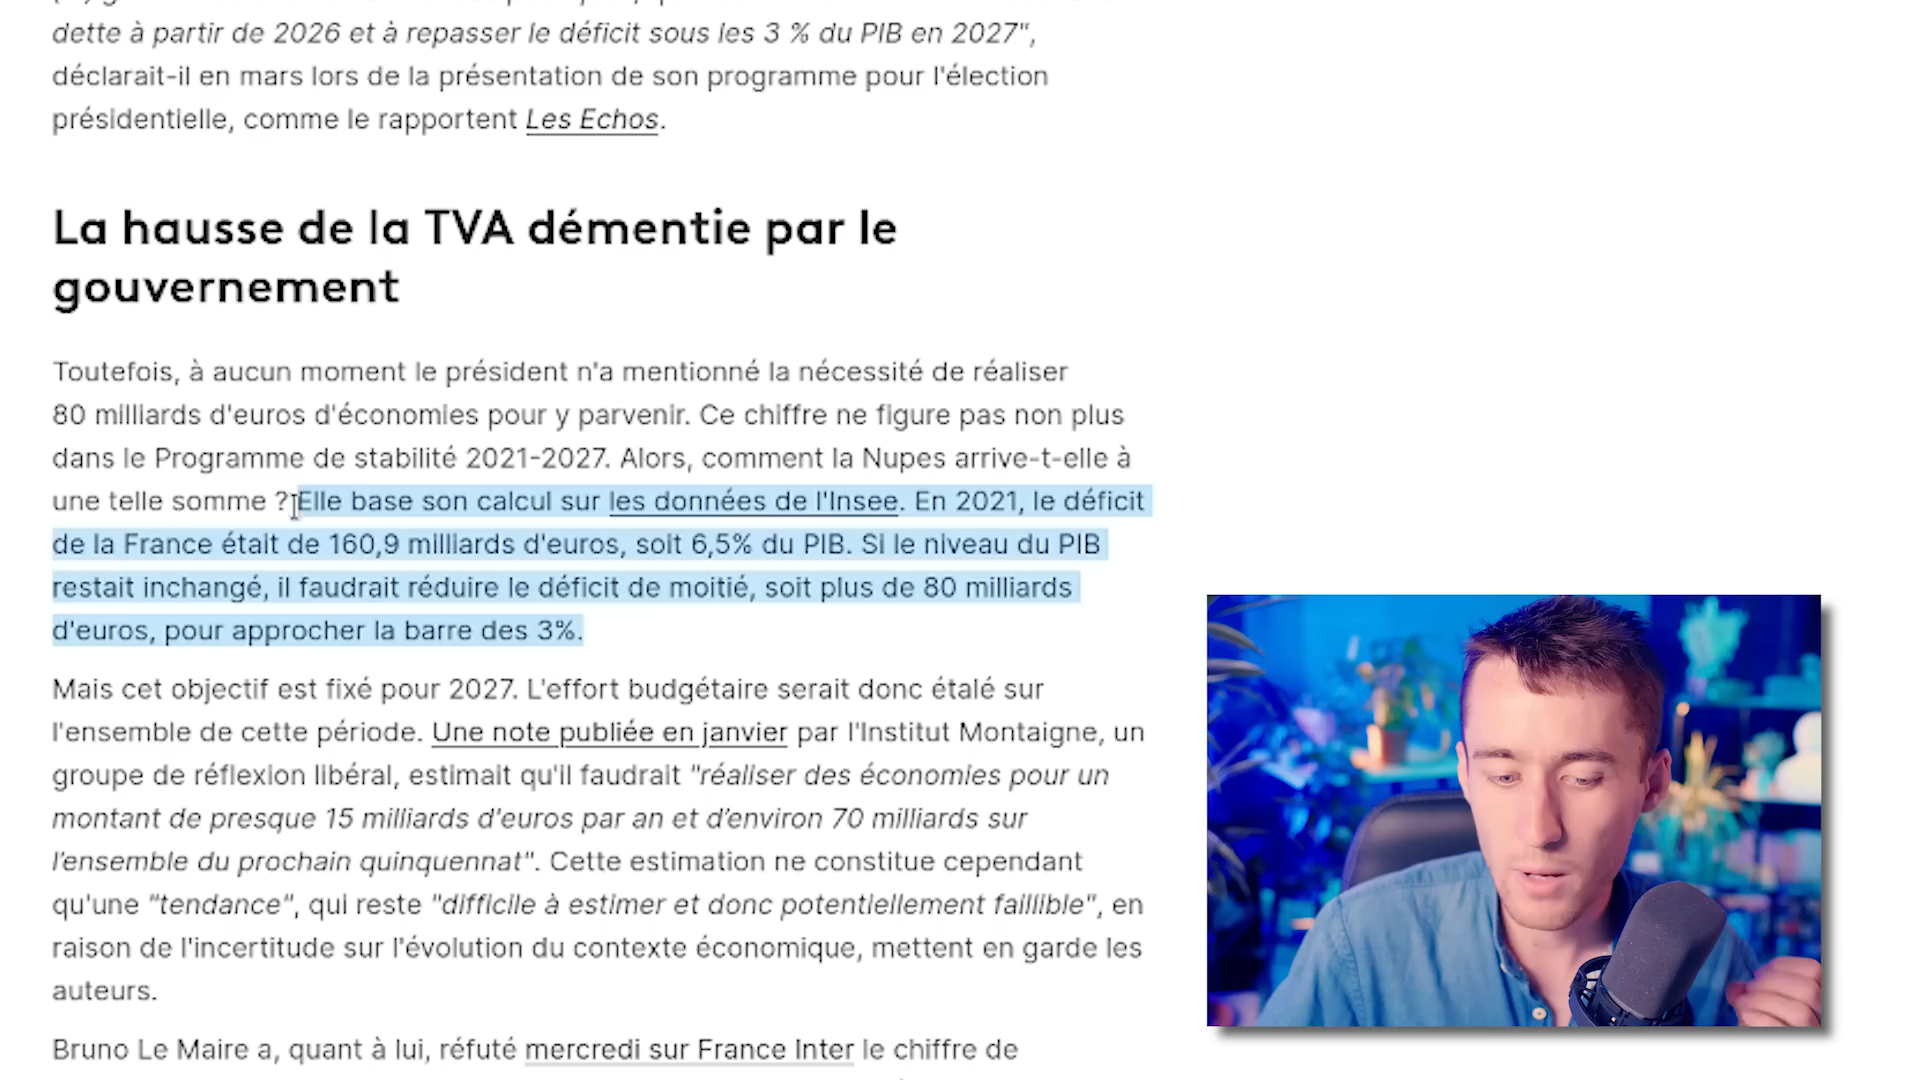 dette à partir de 2026 et à repasser le déficit sous les 3 % du PIB en 2027",
déclarait-il en mars lors de la présentation de son programme pour l'élection
présidentielle, comme le rapportent Les Echos.
La hausse de la TVA démentie par le
gouvernement
Toutefois, à aucun moment le président n'a mentionné la nécessité de réaliser
80 milliards d'euros d'économies pour y parvenir. Ce chiffre ne figure pas non plus
dans le Programme de stabilité 2021-2027. Alors, comment la Nupes arrive-t-elle à
une telle somme ? Elle base son calcul sur les données de l'Insee. En 2021, le déficit
de la France était de 160,9 milliards d'euros, soit 6,5% du PIB. Si le niveau du PIB
restait inchangé, il faudrait réduire le déficit de moitié, soit plus de 80 milliards
d'euros, pour approcher la barre des 3%.
Mais cet objectif est fixé pour 2027. L'effort budgétaire serait donc étalé sur
l'ensemble de cette période. Une note publiée en janvier par l'Institut Montaigne, un
groupe de réflexion libéral, estimait qu'il faudrait "réaliser des économies pour un
montant de presque 15 milliards d'euros par an et d'environ 70 milliards sur
l'ensemble du prochain quinquennat". Cette estimation ne constitue cependant
qu'une "tendance", qui reste "difficile à estimer et donc potentiellement faillible", en
raison de l'incertitude sur l'évolution du contexte économique, mettent en garde les
auteurs.
Bruno Le Maire a, quant à lui, réfuté mercredi sur France Inter le chiffre de